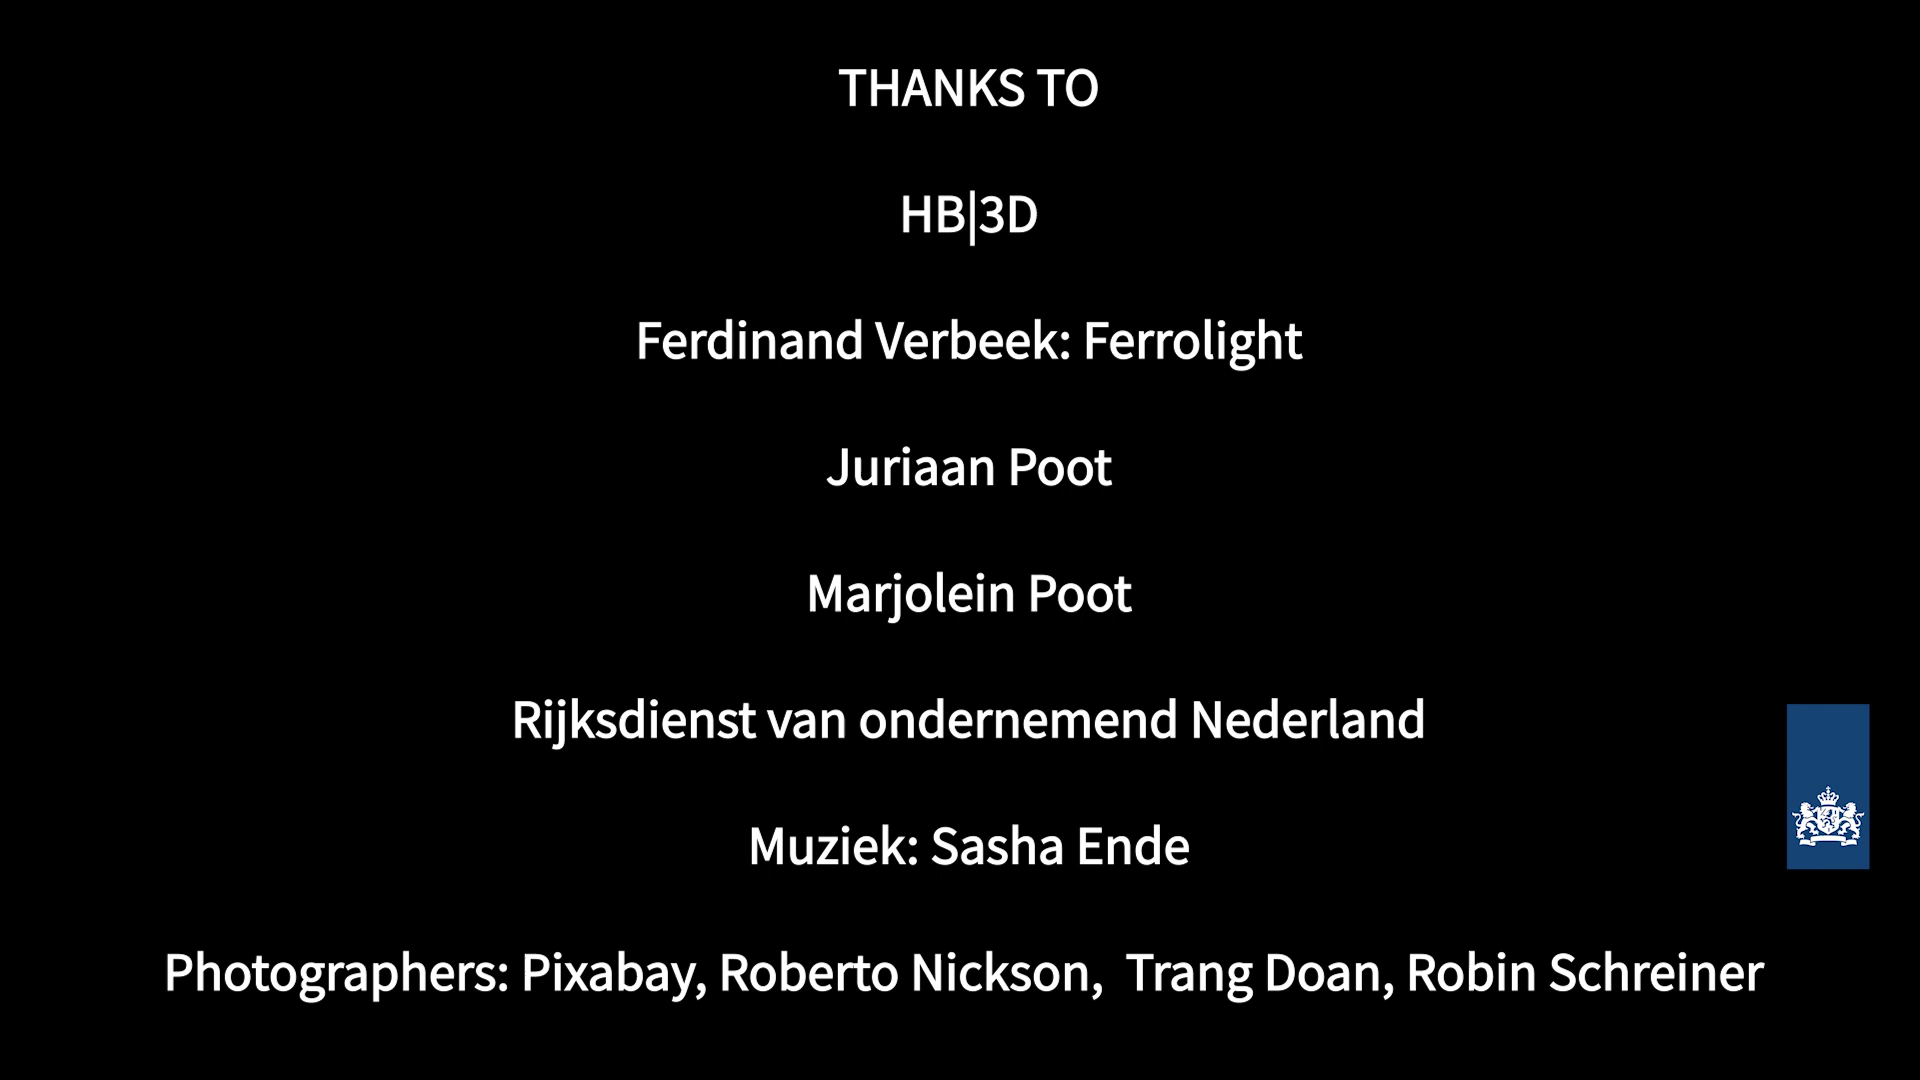 THANKS TO
HB|3D
Ferdinand Verbeek: Ferrolight
Juriaan Poot
Marjolein Poot
Rijksdienst van ondernemend Nederland
Muziek: Sasha Ende
Photographers: Pixabay, Roberto Nickson,  Trang Doan, Robin Schreiner